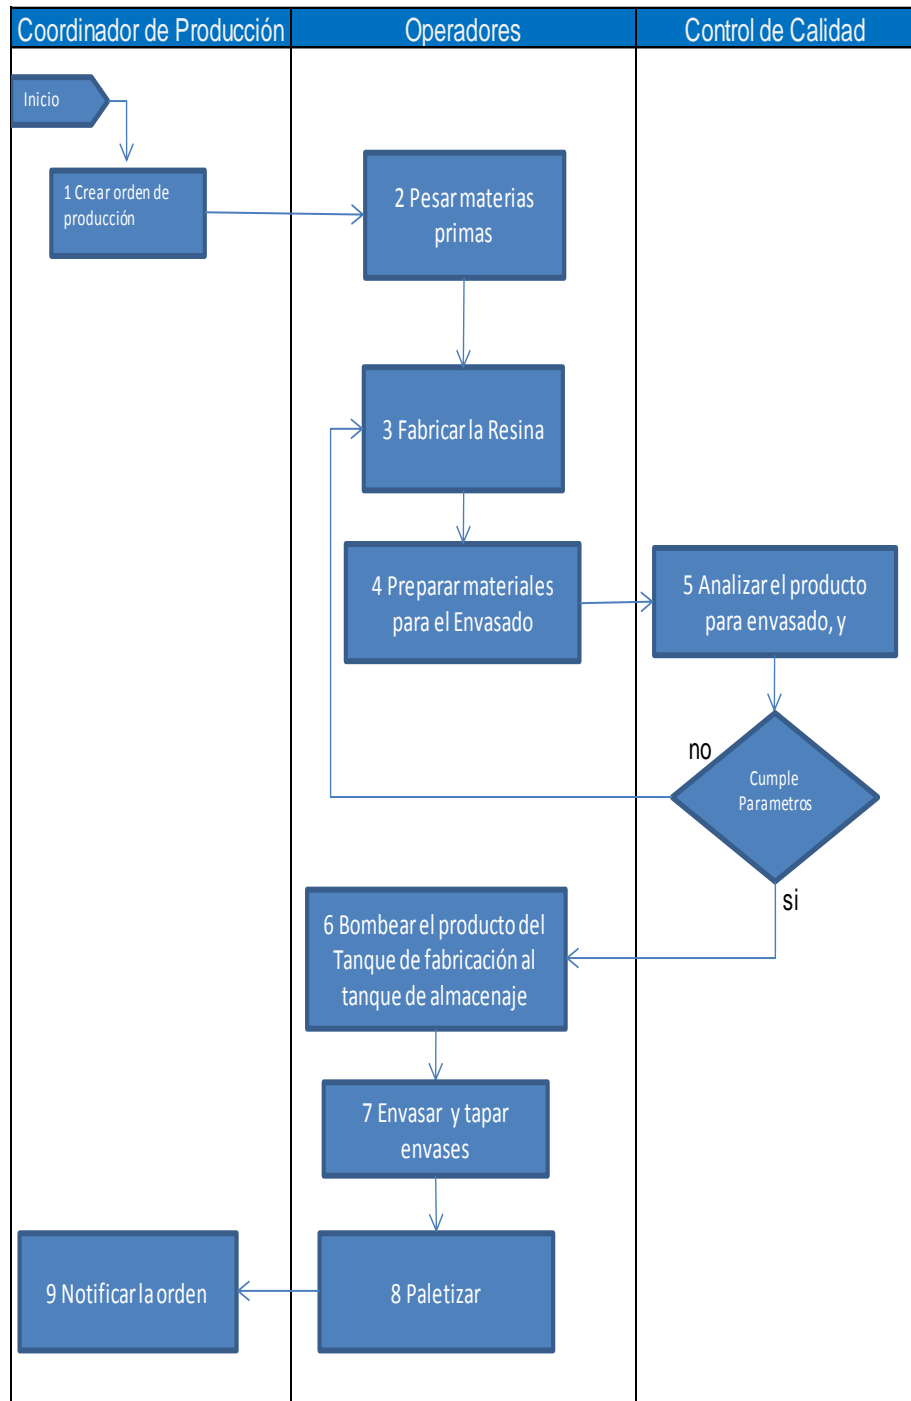 Coordinador de Producción
Operadores
Control de Calidad
Inicio
1 Crear orden de
producción
2 Pesar materias
primas
3 Fabricar la Resina
4 Preparar materiales
para el Envasado
5 Analizar el producto
para envasado, y
no
Cumple
Parametros
si
6 Bombear el producto del
Tanque de fabricación al
tanque de almacenaje
7 Envasar y tapar
envases
9 Notificar la orden
8 Paletizar